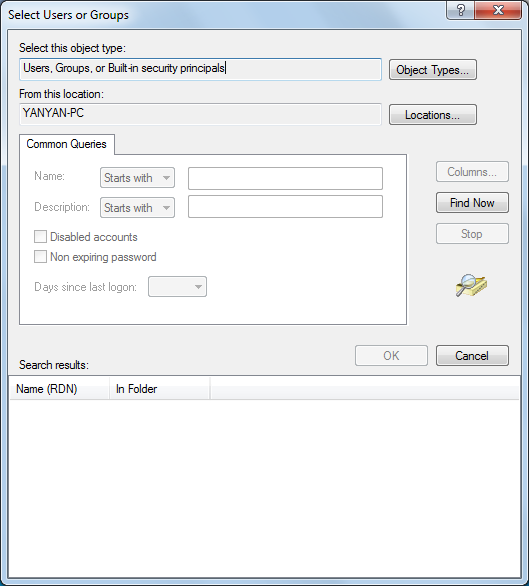 Select Users or Groups
?
Select this object type:
Users, Groups, or Built-in security principals
Object Types...
From this location:
YANYAN-PC
Locations...
Common Queries
Name:
Starts with
Columns...
Description:
Starts with
Find Now
Disabled accounts
Stop
Non expiring password
Days since last logon:
OK
Cancel
Search results:
Name (RDN)
In Folder